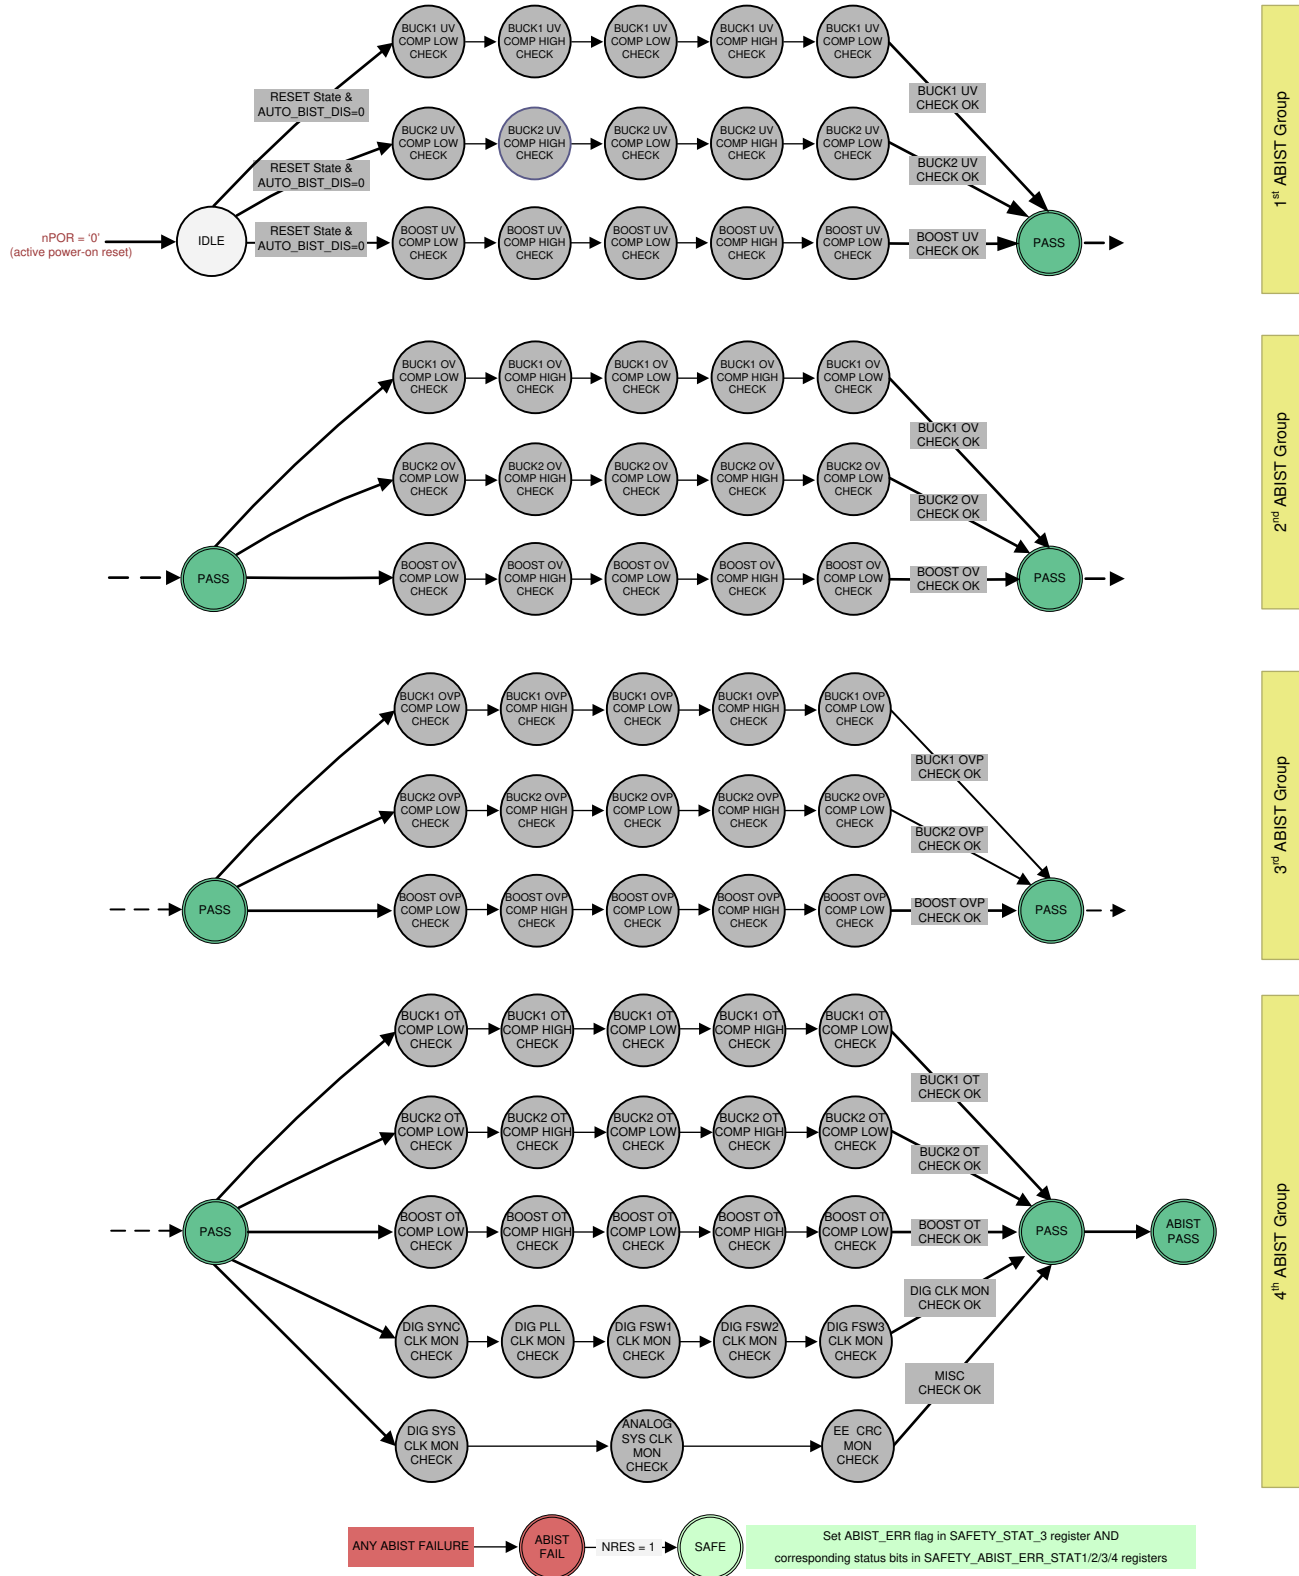 BUCK1 UV
COMP LOW
CHECK
BUCK1 UV
COMP HIGH
CHECK
BUCK1 UV
COMP LOW
CHECK
BUCK1 UV
COMP HIGH
CHECK
BUCK1 UV
COMP LOW
CHECK
RESET State &
AUTO_BIST_DIS=0
BUCK1 UV
CHECK OK
BUCK2 UV
COMP LOW
CHECK
BUCK2 UV
COMP HIGH
CHECK
BUCK2 UV
COMP LOW
CHECK
BUCK2 UV
COMP HIGH
CHECK
BUCK2 UV
COMP LOW
CHECK
RESET State &
AUTO_BIST_DIS=0
BUCK2 UV
CHECK OK
nPOR = ‘0’
(active power-on reset)
IDLE
RESET State &
AUTO_BIST_DIS=0
BOOST UV
COMP LOW
CHECK
BOOST UV
COMP HIGH
CHECK
BOOST UV
COMP LOW
CHECK
BOOST UV
COMP HIGH
CHECK
BOOST UV
COMP LOW
CHECK
BOOST UV
CHECK OK
PASS
1st ABIST Group
BUCK1 OV
COMP LOW
CHECK
BUCK1 OV
COMP HIGH
CHECK
BUCK1 OV
COMP LOW
CHECK
BUCK1 OV
COMP HIGH
CHECK
BUCK1 OV
COMP LOW
CHECK
BUCK1 OV
CHECK OK
BUCK2 OV
COMP LOW
CHECK
BUCK2 OV
COMP HIGH
CHECK
BUCK2 OV
COMP LOW
CHECK
BUCK2 OV
COMP HIGH
CHECK
BUCK2 OV
COMP LOW
CHECK
BUCK2 OV
CHECK OK
PASS
BOOST OV
COMP LOW
CHECK
BOOST OV
COMP HIGH
CHECK
BOOST OV
COMP LOW
CHECK
BOOST OV
COMP HIGH
CHECK
BOOST OV
COMP LOW
CHECK
BOOST OV
CHECK OK
PASS
2nd ABIST Group
BUCK1 OVP
COMP LOW
CHECK
BUCK1 OVP
COMP HIGH
CHECK
BUCK1 OVP
COMP LOW
CHECK
BUCK1 OVP
COMP HIGH
CHECK
BUCK1 OVP
COMP LOW
CHECK
BUCK1 OVP
CHECK OK
BUCK2 OVP
COMP LOW
CHECK
BUCK2 OVP
COMP HIGH
CHECK
BUCK2 OVP
COMP LOW
CHECK
BUCK2 OVP
COMP HIGH
CHECK
BUCK2 OVP
COMP LOW
CHECK
BUCK2 OVP
CHECK OK
PASS
BOOST OVP
COMP LOW
CHECK
BOOST OVP
COMP HIGH
CHECK
BOOST OVP
COMP LOW
CHECK
BOOST OVP
COMP HIGH
CHECK
BOOST OVP
COMP LOW
CHECK
BOOST OVP
CHECK OK
PASS
3rd ABIST Group
BUCK1 OT
COMP LOW
CHECK
BUCK1 OT
COMP HIGH
CHECK
BUCK1 OT
COMP LOW
CHECK
BUCK1 OT
COMP HIGH
CHECK
BUCK1 OT
COMP LOW
CHECK
BUCK1 OT
CHECK OK
BUCK2 OT
COMP LOW
CHECK
BUCK2 OT
COMP HIGH
CHECK
BUCK2 OT
COMP LOW
CHECK
BUCK2 OT
COMP HIGH
CHECK
BUCK2 OT
COMP LOW
CHECK
BUCK2 OT
CHECK OK
PASS
BOOST OT
COMP LOW
CHECK
BOOST OT
COMP HIGH
CHECK
BOOST OT
COMP LOW
CHECK
BOOST OT
COMP HIGH
CHECK
BOOST OT
COMP LOW
CHECK
BOOST OT
CHECK OK
PASS
ABIST
PASS
DIG SYNC
CLK MON
CHECK
DIG PLL
CLK MON
CHECK
DIG FSW1
CLK MON
CHECK
DIG FSW2
CLK MON
CHECK
DIG FSW3
CLK MON
CHECK
DIG CLK MON
CHECK OK
DIG SYS
CLK MON
CHECK
ANALOG
SYS CLK
MON
CHECK
EE CRC
MON
CHECK
MISC
CHECK OK
4th ABIST Group
ANY ABIST FAILURE
ABIST
FAIL
NRES = 1
SAFE
Set ABIST_ERR flag in SAFETY_STAT_3 register AND
corresponding status bits in SAFETY_ABIST_ERR_STAT1/2/3/4 registers